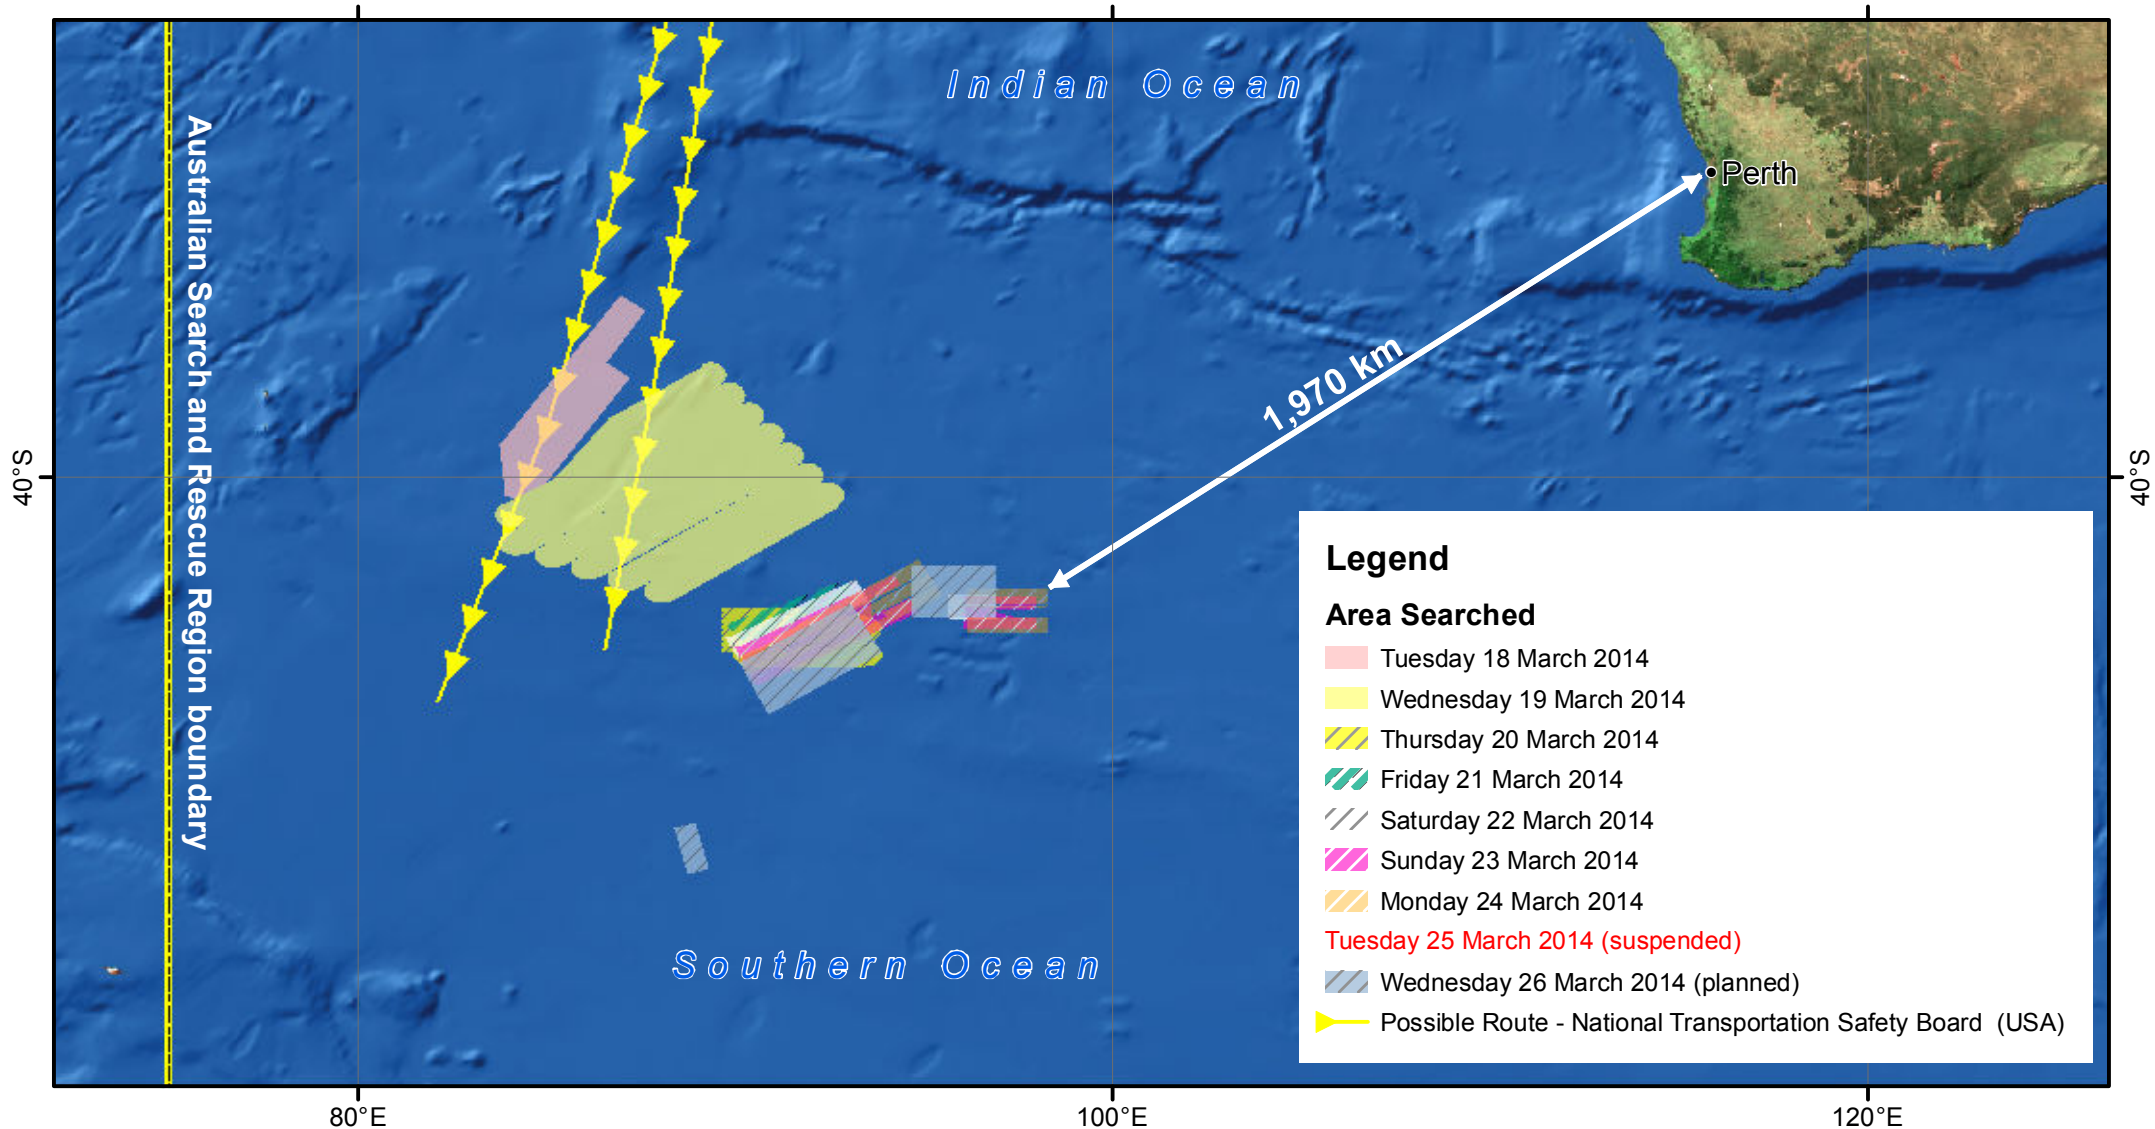 Indian Ocean
Perth
Australian Search and Rescue Region boundary
1,970 km
40°S
40°S
Legend
Area Searched
Tuesday 18 March 2014
Wednesday 19 March 2014
Thursday 20 March 2014
Friday 21 March 2014
Saturday 22 March 2014
Sunday 23 March 2014
Monday 24 March 2014
Tuesday 25 March 2014 (suspended)
Wednesday 26 March 2014 (planned)
Possible Route - National Transportation Safety Board (USA)
Southern Ocean
80°E
100°E
120°E